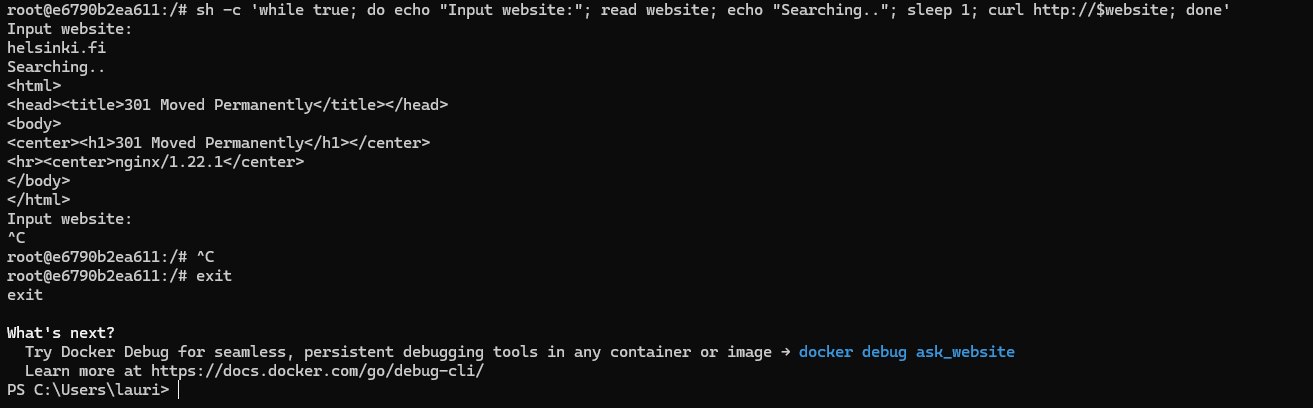 root@e6790b2ea611:/# sh -c 'while true; do echo "Input website:"; read website; echo "Searching.."; sleep 1; curl http://$website; done'
Input website:
helsinki.fi
Searching..
<html>
<head><title>301 Moved Permanently</title></head>
<body>
<center><h1>301 Moved Permanently</h1></center>
<hr><center>nginx/1.22.1</center>
</body>
</html>
Input website:
^C
root@e6790b2ea611:/# ^C
root@e6790b2ea611:/# exit
exit
What's next?
Try Docker Debug for seamless, persistent debugging tools in any container or image → docker debug ask_website
Learn more at https://docs.docker.com/go/debug-cli/
PS C:\Users\lauri>